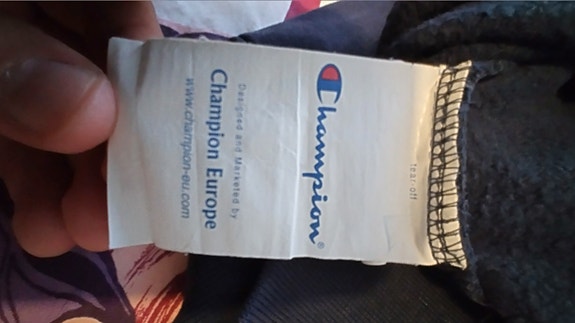 tear-off
Champion®
Designed and Marketed by
Champion Europe
www.champion-eu.com